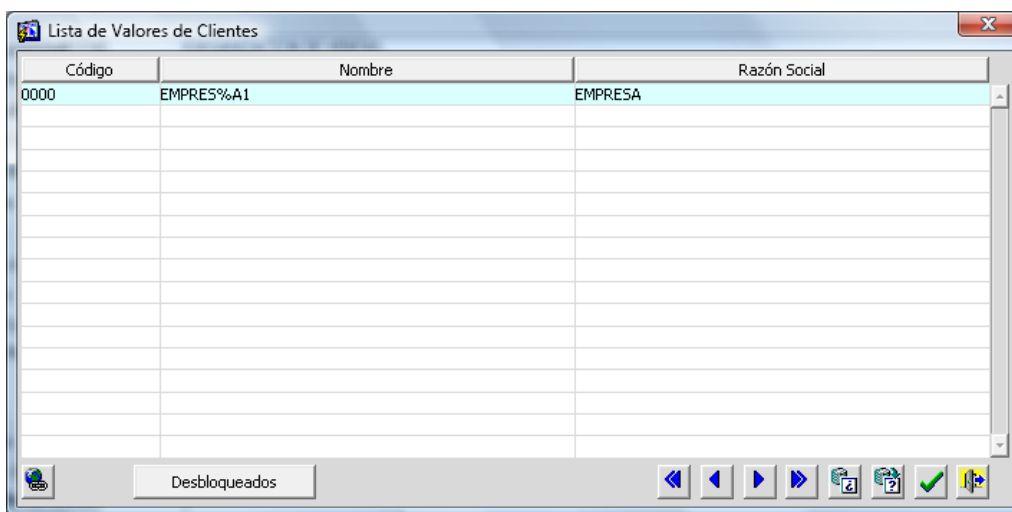 Lista de Valores de Clientes
Código Nombre Razón Social
0000 EMPRES%A1 EMPRESA
Desbloqueados